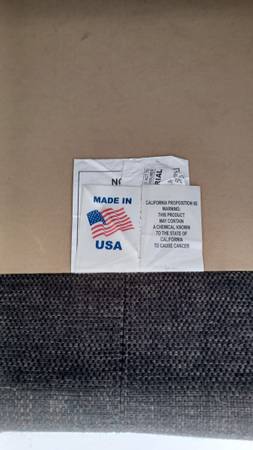 MADE IN
USA
CALIFORNIA PROPOSITION 65
WARNING:
THIS PRODUCT
MAY CONTAIN
A CHEMICAL KNOWN
TO THE STATE OF
CALIFORNIA
TO CAUSE CANCER